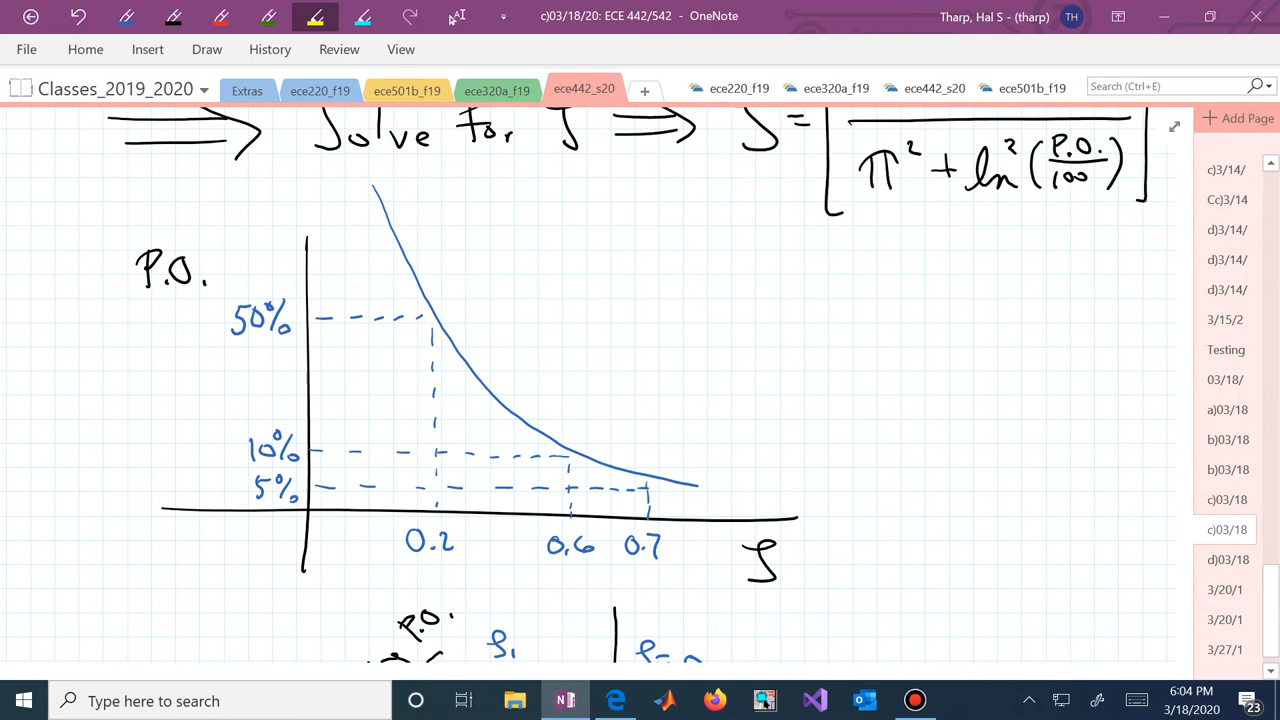 c)03/18/20: ECE 442/542 - OneNote
Tharp, Hal S - (tharp) TH
File Home Insert Draw History Review View
Classes_2019_2020 Extras ece220_f19 ece501b_f19 ece320a_f19 ece442_s20 ece220_f19 ece320a_f19 ece442_s20 ece501b_f19 Search (Ctrl+E)
Add Page
⟹ Solve for ζ ⟹ ζ =
π² + ln² (P.O./100)
P.O.
50%
10%
5%
0.2 0.6 0.7 ζ
P.O.
c)3/14/
Cc)3/14
d)3/14/
d)3/14/
d)3/14/
3/15/2
Testing
03/18/
a)03/18
b)03/18
b)03/18
c)03/18
c)03/18
d)03/18
3/20/1
3/20/1
3/27/1
Type here to search
6:04 PM
3/18/2020
23